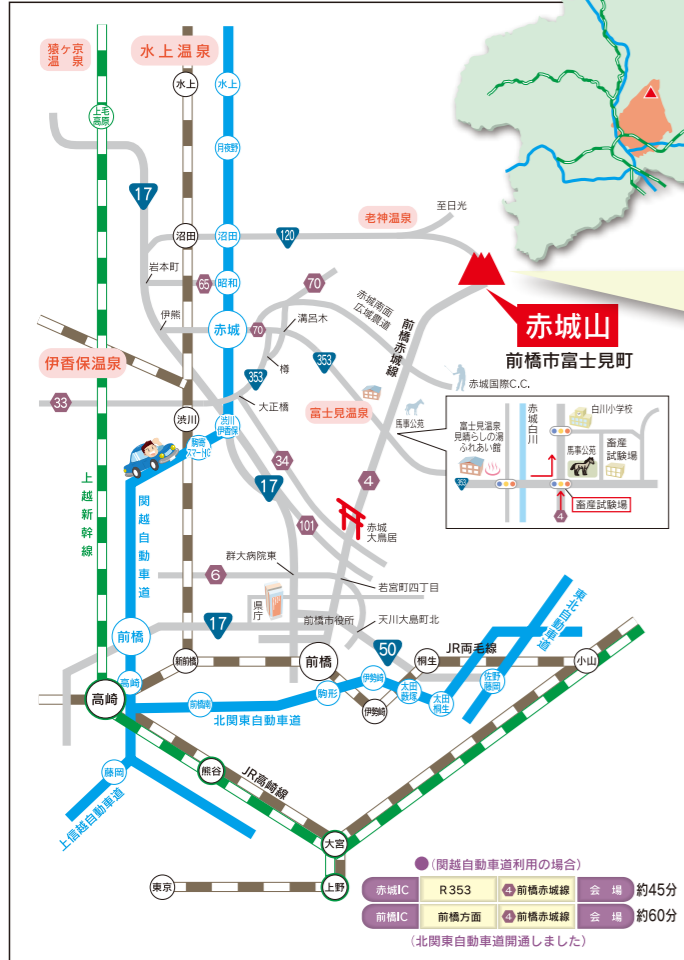 猿ヶ京
温泉
水上温泉
水上
水上
上毛
高原
月夜野
17
老神温泉
至日光
沼田
沼田
120
岩本町
65
昭和
70
伊熊
赤城
70
溝呂木
赤城南面
広域農道
前橋赤城線
赤城山
前橋市富士見町
伊香保温泉
353
樽
353
赤城国際C.C.
33
大正橋
富士見温泉
馬事公苑
渋川
渋川
伊香保
駒寄
スマートIC
富士見温泉
見晴らしの湯
ふれあい館
赤城白川
白川小学校
馬事公苑
畜産
試験場
353
畜産試験場
4
上越新幹線
関越自動車道
34
17
4
101
赤城
大鳥居
群大病院東
6
若宮町四丁目
県庁
17
前橋市役所
天川大島町北
前橋
50
JR両毛線
東北自動車道
新前橋
前橋
桐生
小山
高崎
高崎
前橋南
駒形
伊勢崎
伊勢崎
太田
藪塚
太田
桐生
佐野
藤岡
北関東自動車道
藤岡
熊谷
JR高崎線
上信越自動車道
大宮
東京
上野
●(関越自動車道利用の場合)
赤城IC R353 4前橋赤城線 会場 約45分
前橋IC 前橋方面 4前橋赤城線 会場 約60分
(北関東自動車道開通しました)